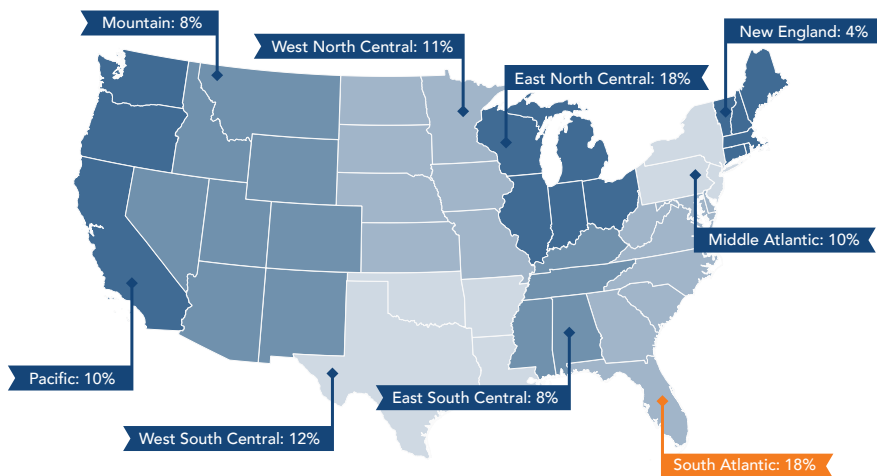 Mountain: 8%
New England: 4%
West North Central: 11%
East North Central: 18%
Middle Atlantic: 10%
Pacific: 10%
East South Central: 8%
West South Central: 12%
South Atlantic: 18%